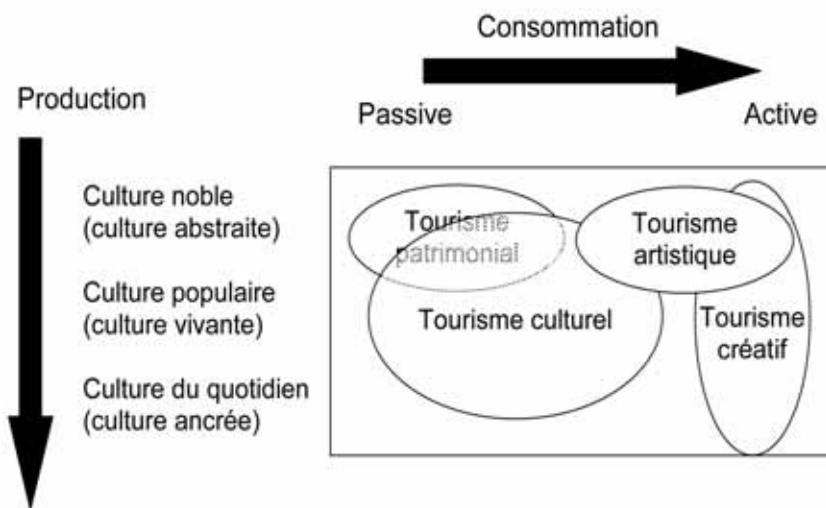 Consommation
Production
Passive
Active
Culture noble
(culture abstraite)
Culture populaire
(culture vivante)
Culture du quotidien
(culture ancrée)
Tourisme
patrimonial
Tourisme
artistique
Tourisme culturel
Tourisme
créatif